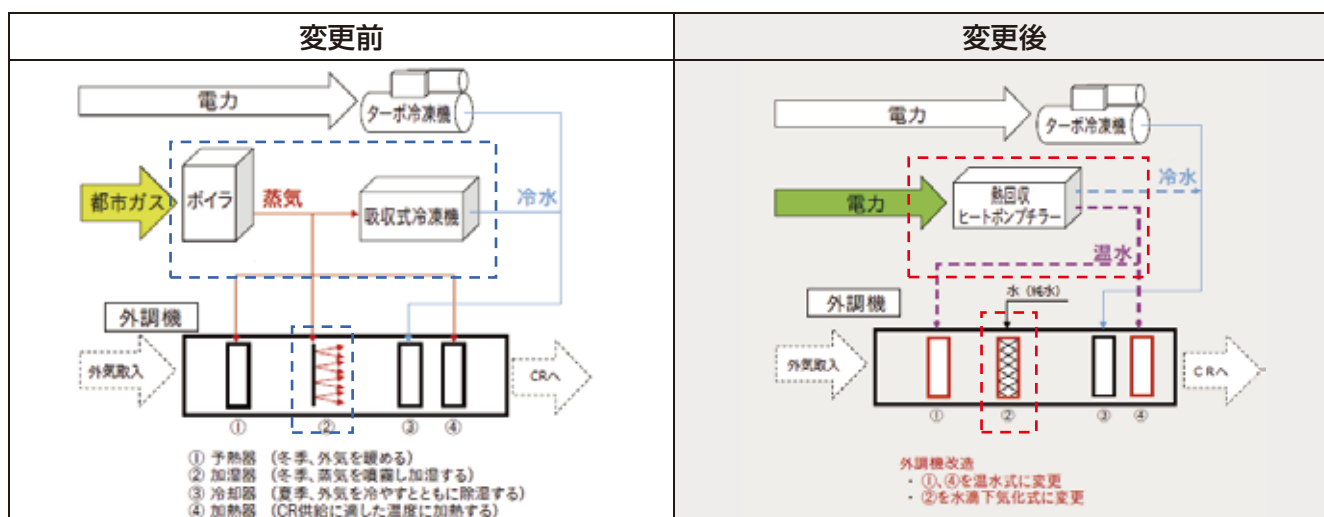 変更前
電力
ターボ冷凍機
都市ガス
ボイラ
蒸気
吸収式冷凍機
冷水
外調機
外気取入
CRへ
① ② ③ ④
① 予熱器 (冬季、外気を暖める)
② 加湿器 (冬季、蒸気を噴霧し加湿する)
③ 冷却器 (夏季、外気を冷やすとともに除湿する)
④ 加熱器 (CR供給に適した温度に加熱する)
変更後
電力
ターボ冷凍機
電力
熱回収
ヒートポンプチラー
冷水
温水
水(純水)
外調機
外気取入
CRへ
① ② ③ ④
外調機改造
・ ①、④を温水式に変更
・ ②を水滴下気化式に変更